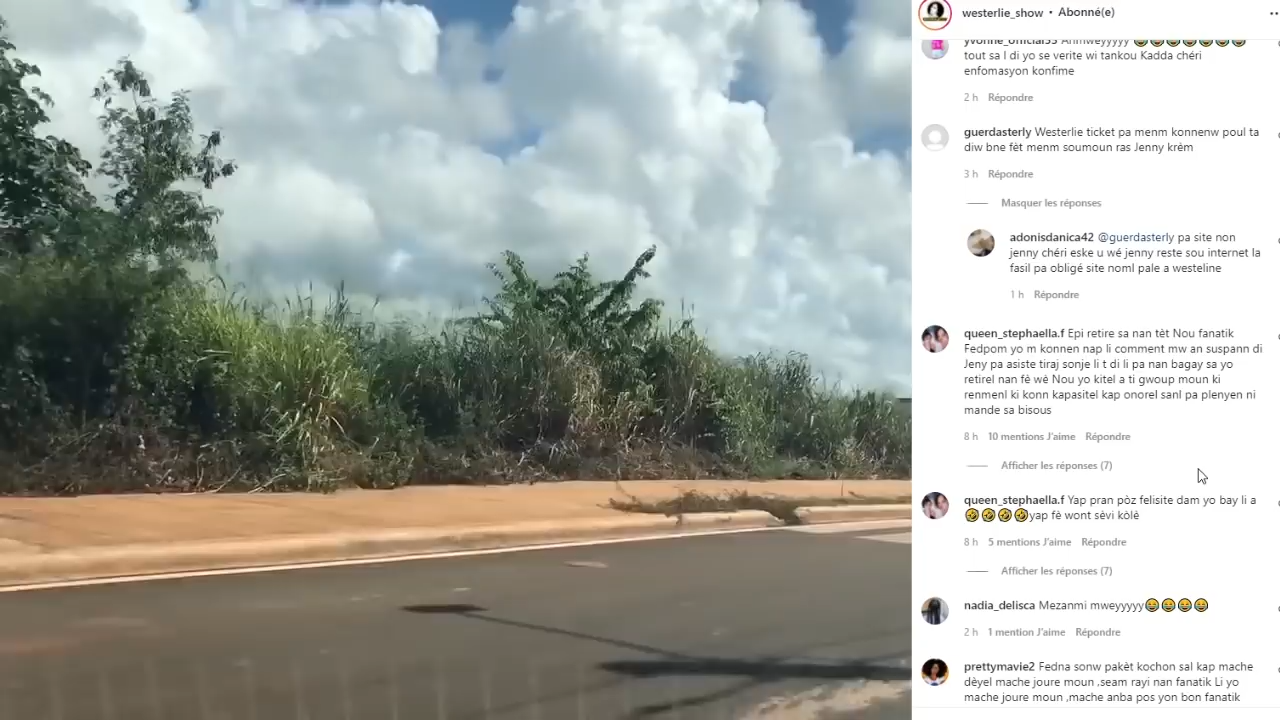 westerlie_show • Abonné(e)
yvonne_official55 Anmweyyyyy 😂😂😂😂😂😂😂
tout sa l di yo se verite wi tankou Kadda chéri
enfomasyon konfime
2 h Répondre
guerdasterly Westerlie ticket pa menm konnenw poul ta
diw bne fèt menm soumoun ras Jenny krèm
3 h Répondre
Masquer les réponses
adonisdanica42 @guerdasterly pa site non
jenny chéri eske u wé jenny reste sou internet la
fasil pa obligé site noml pale a westeline
1 h Répondre
queen_stephaella.f Epi retire sa nan tèt Nou fanatik
Fedpom yo m konnen nap li comment mw an suspann di
Jeny pa asiste tiraj sonje li t di li pa nan bagay sa yo
retirel nan fè wè Nou yo kitel a ti gwoup moun ki
renmenl ki konn kapasitel kap onorel sanl pa plenyen ni
mande sa bisous
8 h 10 mentions J’aime Répondre
Afficher les réponses (7)
queen_stephaella.f Yap pran pòz felisite dam yo bay li a
🤣🤣🤣🤣yap fè wont sèvi kòlè
8 h 5 mentions J’aime Répondre
Afficher les réponses (7)
nadia_delisca Mezanmi mweyyyyy😂😂😂😂
2 h 1 mention J’aime Répondre
prettymavie2 Fedna sonw pakèt kochon sal kap mache
dèyel mache joure moun ,seam rayi nan fanatik Li yo
mache joure moun ,mache anba pos yon bon fanatik